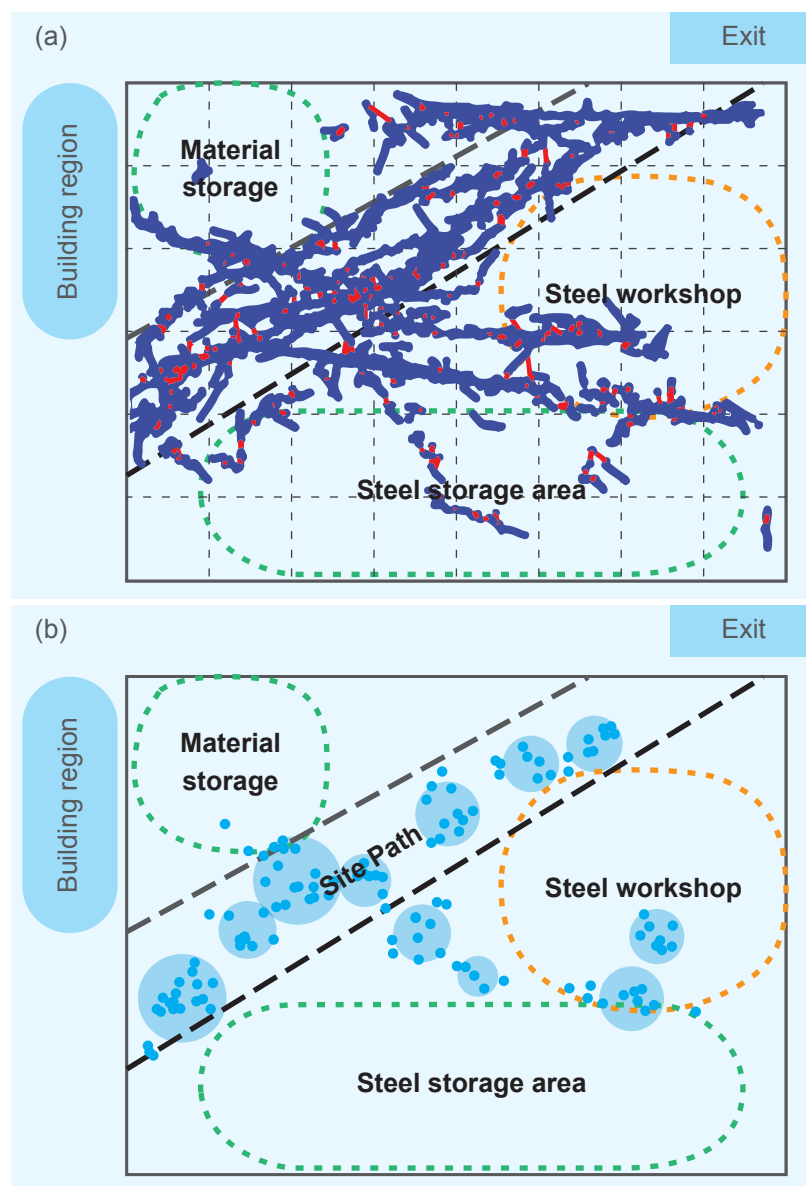 (a)
Exit
Building region
Material
storage
Steel workshop
Steel storage area
(b)
Exit
Building region
Material
storage
Site Path
Steel workshop
Steel storage area